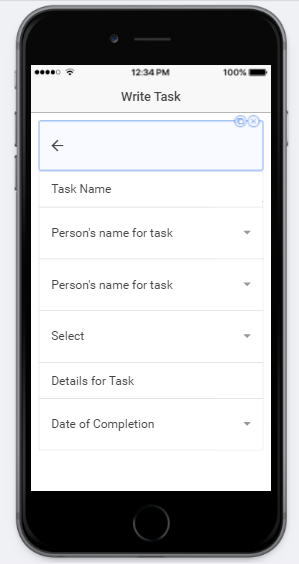 12:34 PM 100%
Write Task
Task Name
Person's name for task
Person's name for task
Select
Details for Task
Date of Completion